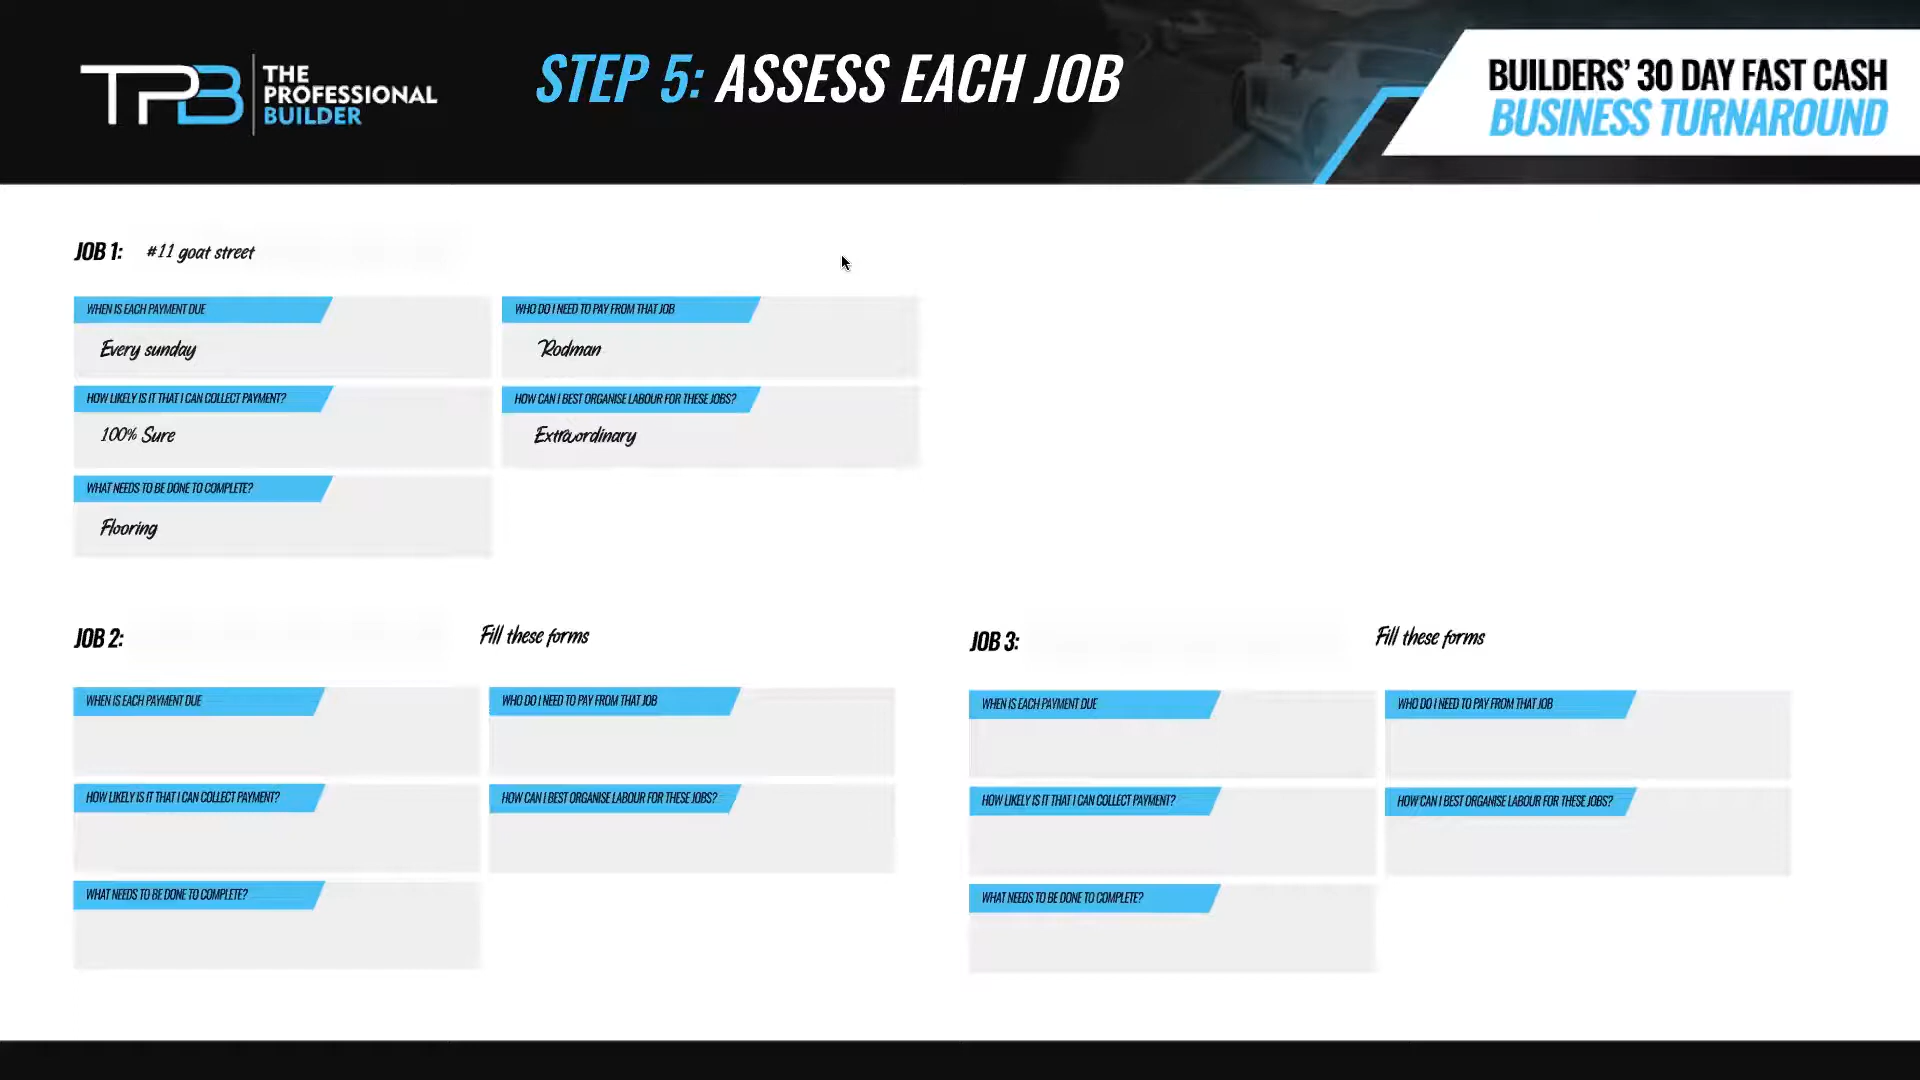 TPB THE PROFESSIONAL BUILDER
STEP 5: ASSESS EACH JOB
BUILDERS' 30 DAY FAST CASH
BUSINESS TURNAROUND
JOB 1: #11 goat street
WHEN IS EACH PAYMENT DUE
Every sunday
WHO DO I NEED TO PAY FROM THAT JOB
Rodman
HOW LIKELY IS IT THAT I CAN COLLECT PAYMENT?
100% Sure
HOW CAN I BEST ORGANISE LABOUR FOR THESE JOBS?
Extraordinary
WHAT NEEDS TO BE DONE TO COMPLETE?
Flooring
JOB 2: Fill these forms
WHEN IS EACH PAYMENT DUE
WHO DO I NEED TO PAY FROM THAT JOB
HOW LIKELY IS IT THAT I CAN COLLECT PAYMENT?
HOW CAN I BEST ORGANISE LABOUR FOR THESE JOBS?
WHAT NEEDS TO BE DONE TO COMPLETE?
JOB 3: Fill these forms
WHEN IS EACH PAYMENT DUE
WHO DO I NEED TO PAY FROM THAT JOB
HOW LIKELY IS IT THAT I CAN COLLECT PAYMENT?
HOW CAN I BEST ORGANISE LABOUR FOR THESE JOBS?
WHAT NEEDS TO BE DONE TO COMPLETE?